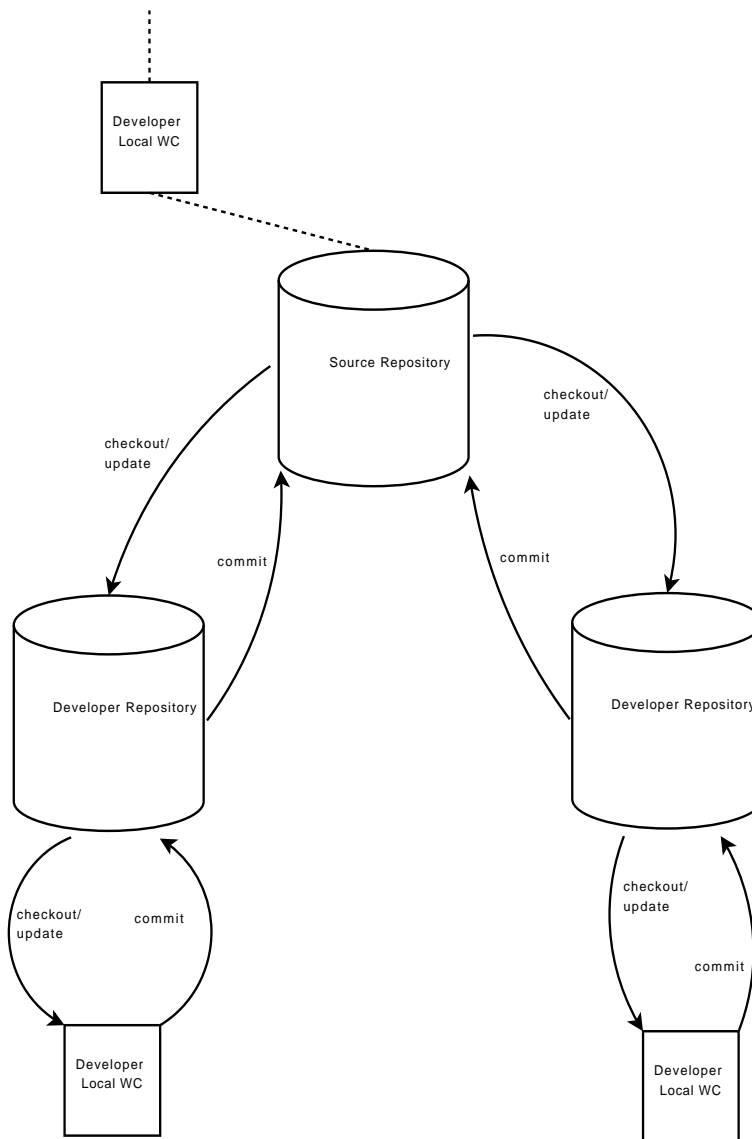 Developer
Local WC
Source Repository
checkout/
update
checkout/
update
commit
commit
Developer Repository
Developer Repository
checkout/
update
commit
checkout/
update
commit
Developer
Local WC
Developer
Local WC